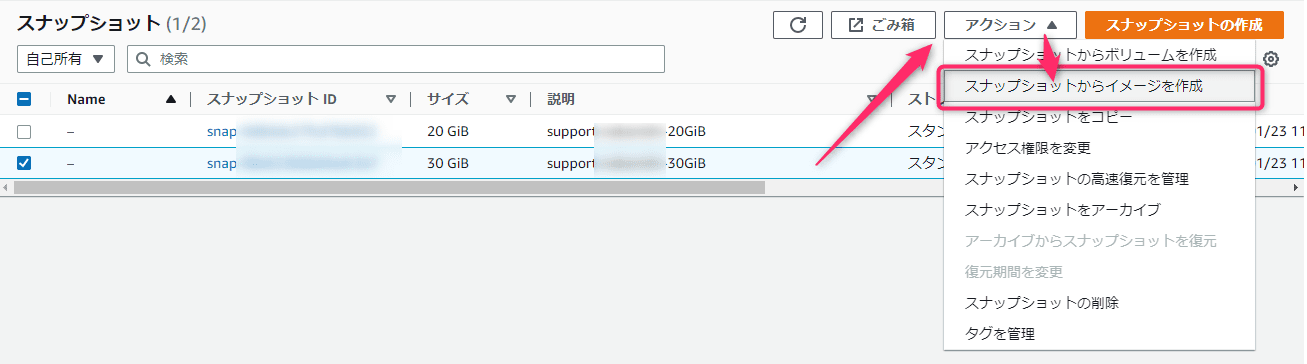 スナップショット (1/2)
ごみ箱
アクション
スナップショットの作成
自己所有
検索
スナップショットからボリュームを作成
スナップショットからイメージを作成
スナップショットをコピー
アクセス権限を変更
スナップショットの高速復元を管理
スナップショットをアーカイブ
アーカイブからスナップショットを復元
復元期間を変更
スナップショットの削除
タグを管理
Name スナップショット ID サイズ 説明 スト
– snap 20 GiB support -20GiB スタン 1/23 11
– snap 30 GiB support -30GiB スタン 1/23 11